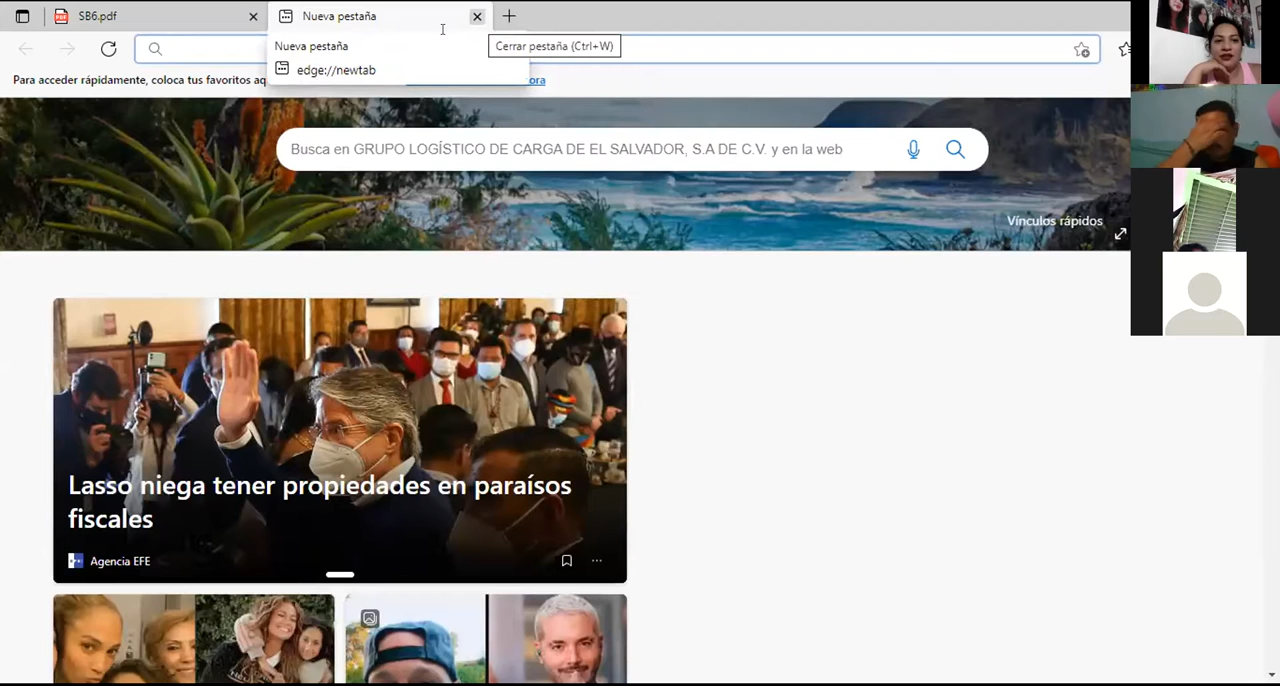 SB6.pdf
Nueva pestaña
Nueva pestaña
edge://newtab
Cerrar pestaña (Ctrl+W)
Para acceder rápidamente, coloca tus favoritos aq
ora
Busca en GRUPO LOGÍSTICO DE CARGA DE EL SALVADOR, S.A DE C.V. y en la web
Vínculos rápidos
Lasso niega tener propiedades en paraísos
fiscales
Agencia EFE